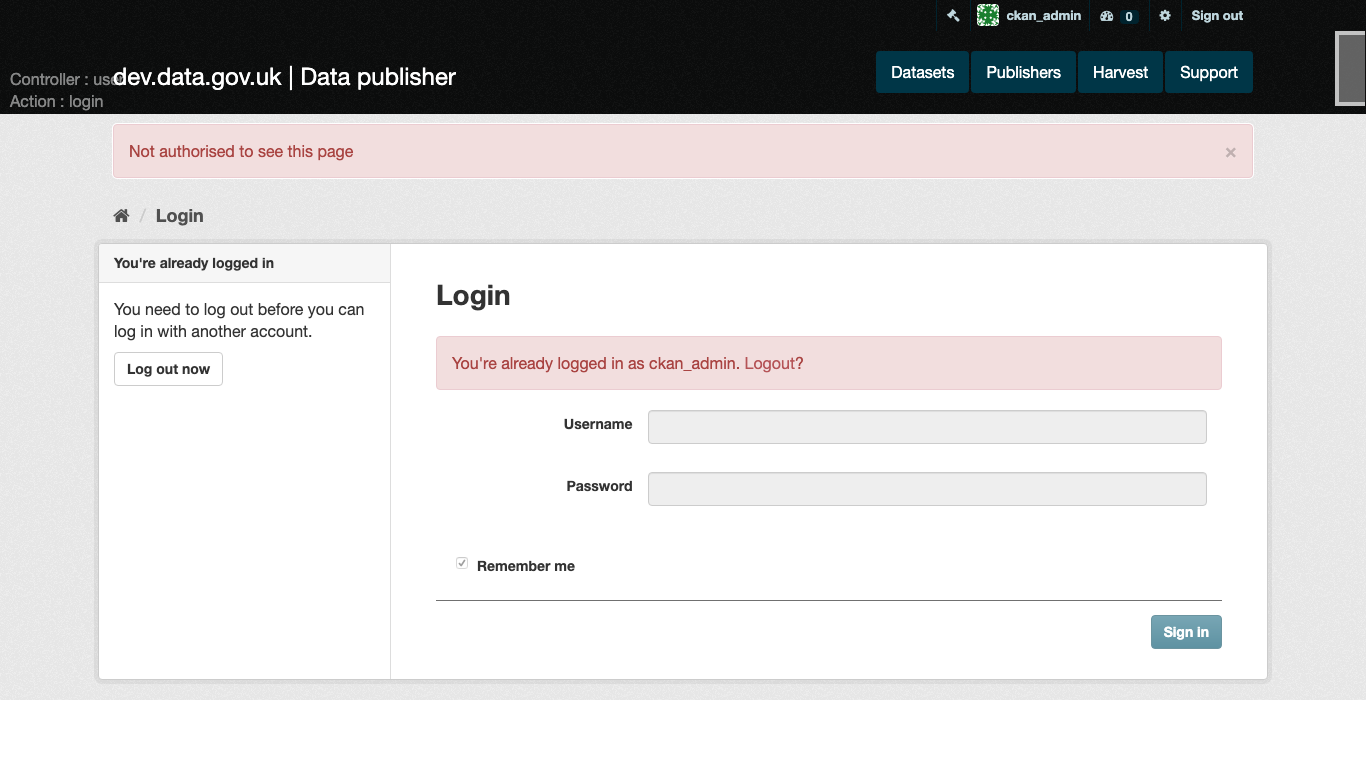 ckan_admin 0 Sign out
Controller : user
dev.data.gov.uk | Data publisher
Datasets Publishers Harvest Support
Action : login
Not authorised to see this page ×
/ Login
You're already logged in
You need to log out before you can
log in with another account.
Log out now
Login
You're already logged in as ckan_admin. Logout?
Username
Password
Remember me
Sign in